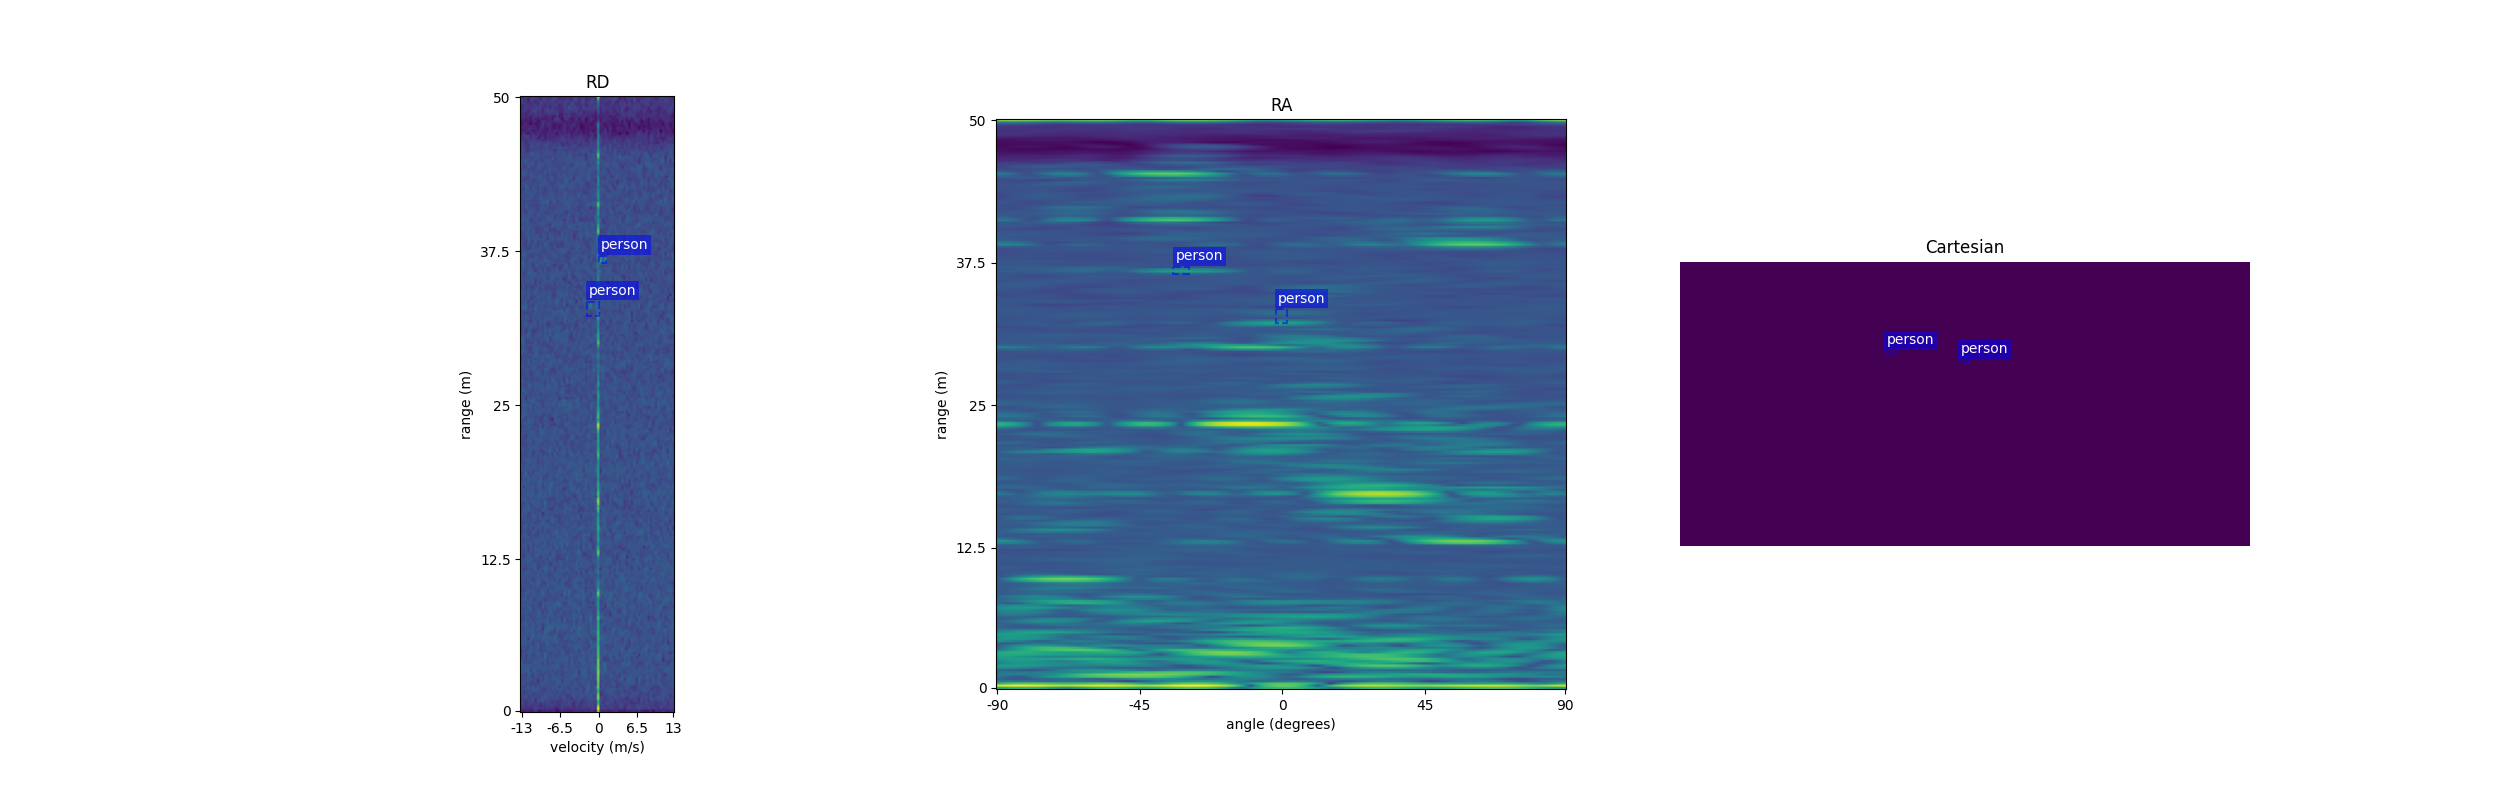 RD
50
37.5
25
12.5
0
range (m)
person
person
-13 -6.5 0 6.5 13
velocity (m/s)
RA
50
37.5
25
12.5
0
range (m)
person
person
-90 -45 0 45 90
angle (degrees)
Cartesian
person
person